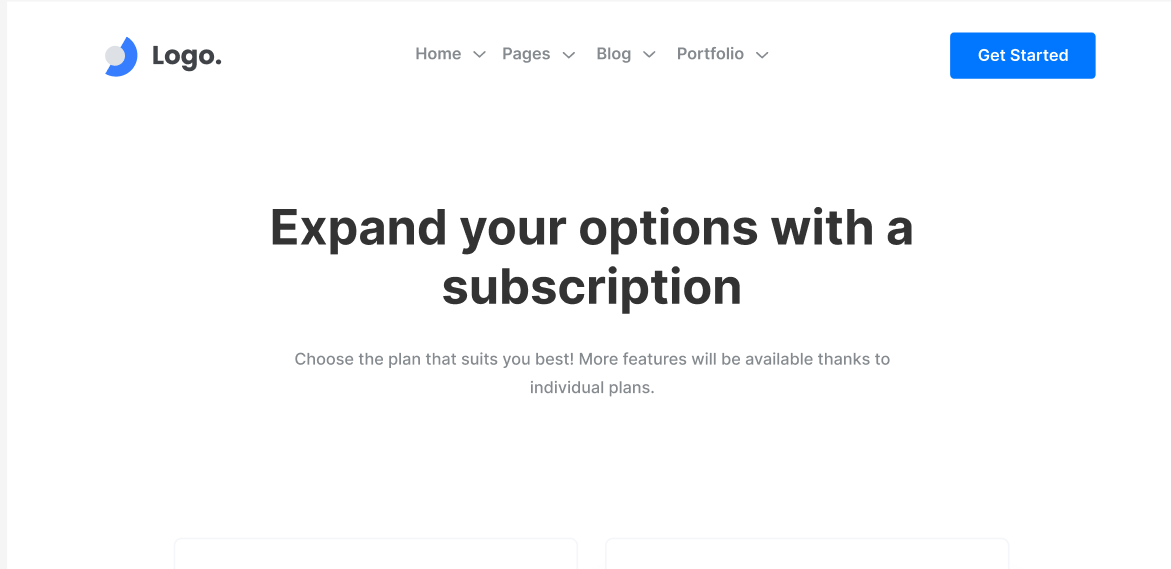 Logo.
Home Pages Blog Portfolio
Get Started
Expand your options with a
subscription
Choose the plan that suits you best! More features will be available thanks to
individual plans.